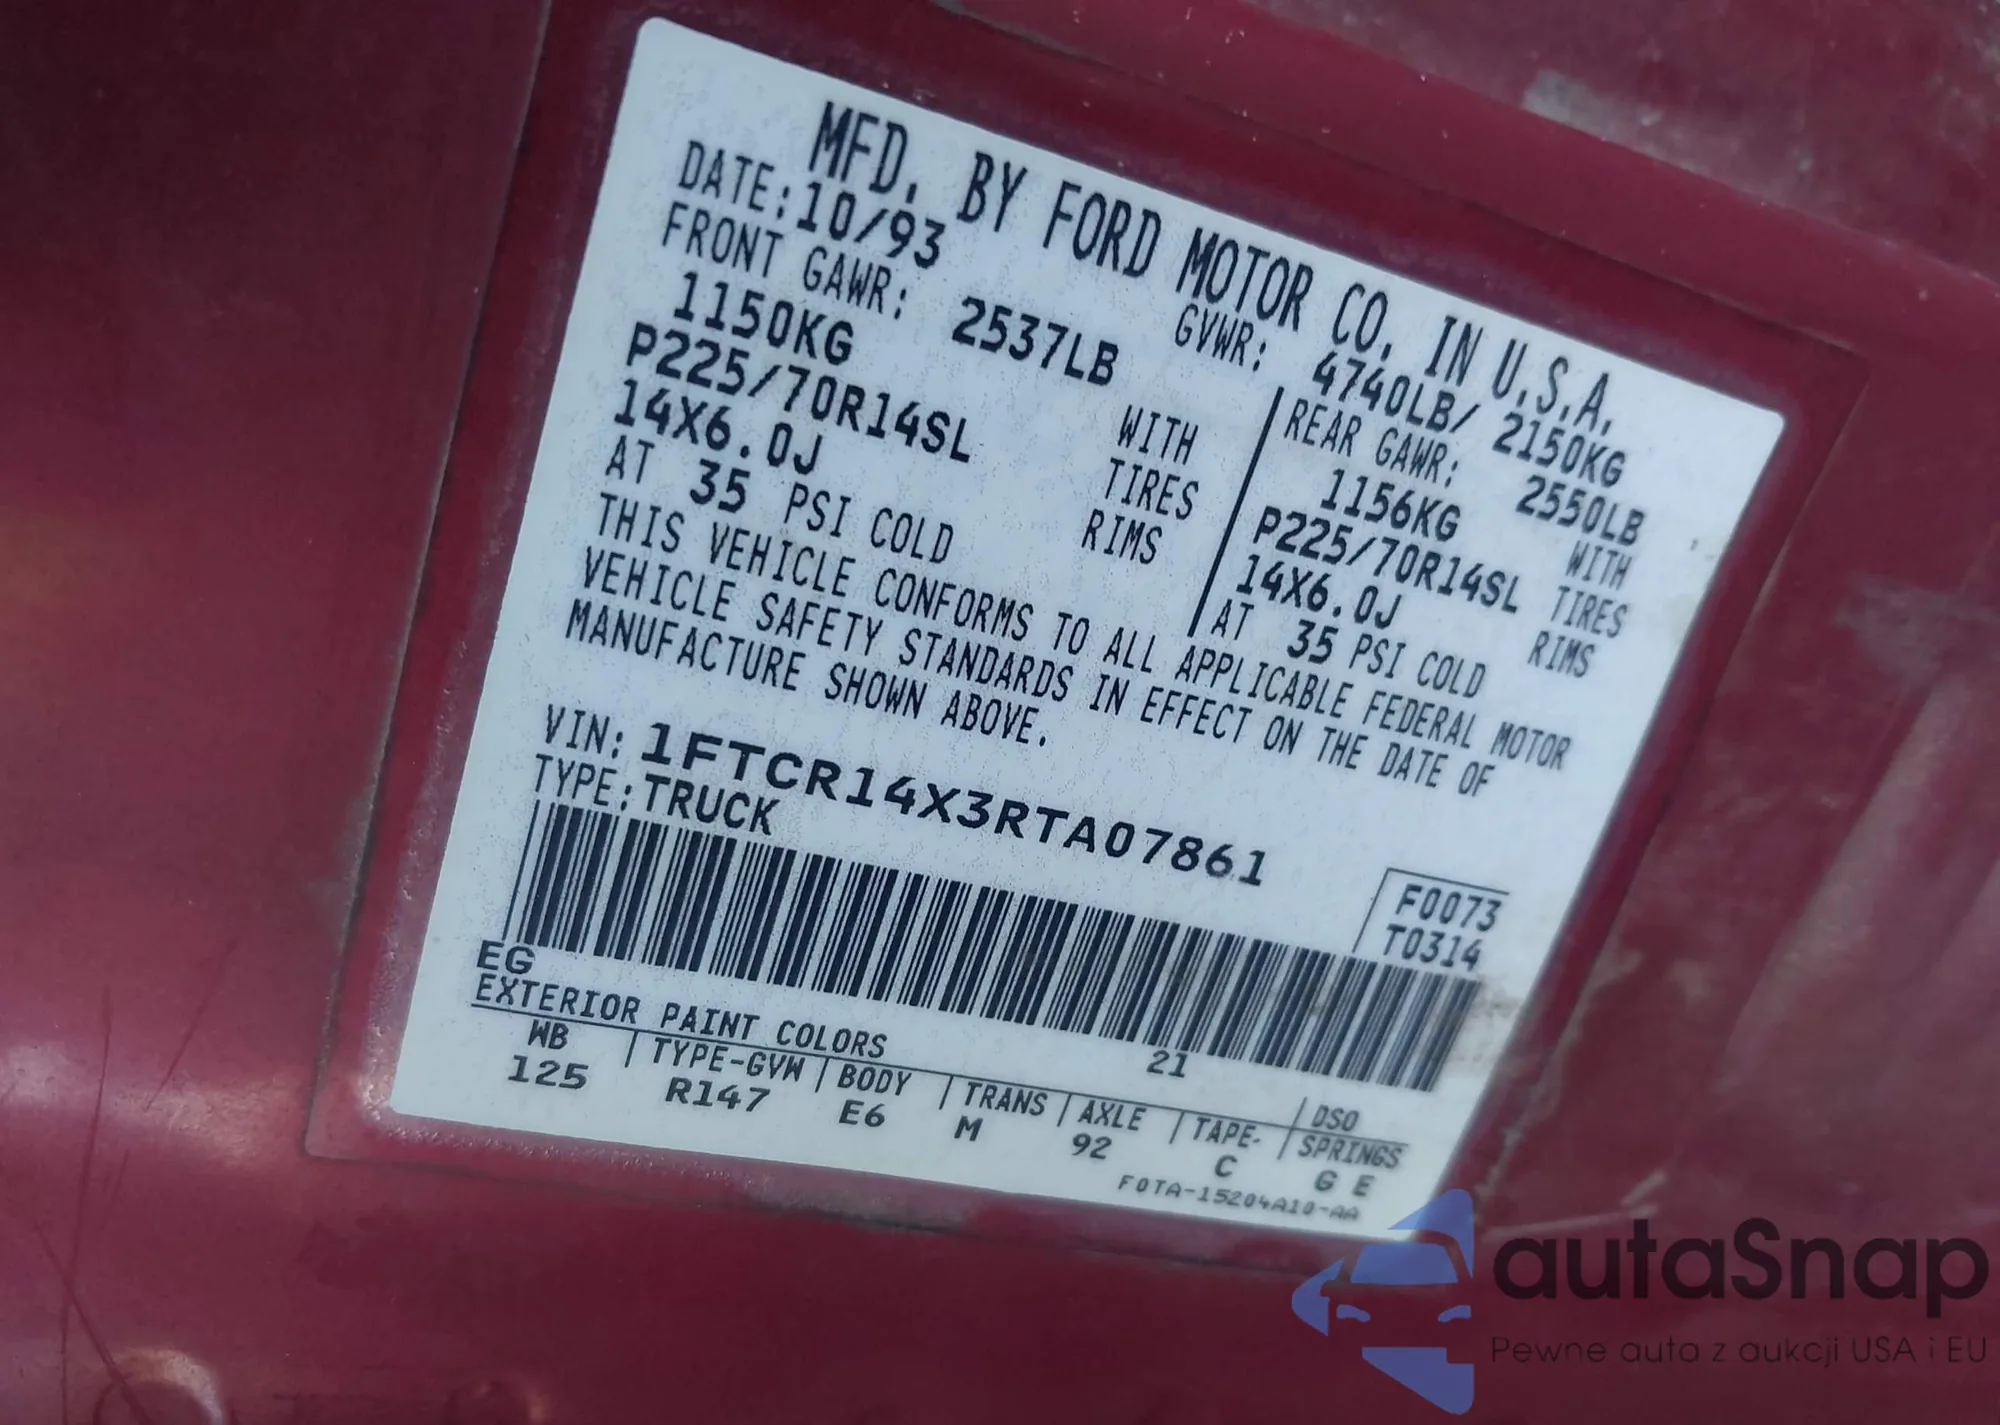 MFD. BY FORD MOTOR CO. IN U.S.A.
DATE: 10/93 GVWR: 4740LB/ 2150KG
FRONT GAWR: 2537LB REAR GAWR: 2550LB
1150KG WITH 1156KG WITH
P225/70R14SL TIRES P225/70R14SL TIRES
14X6.0J RIMS 14X6.0J RIMS
AT 35 PSI COLD AT 35 PSI COLD
THIS VEHICLE CONFORMS TO ALL APPLICABLE FEDERAL MOTOR
VEHICLE SAFETY STANDARDS IN EFFECT ON THE DATE OF
MANUFACTURE SHOWN ABOVE.
VIN: 1FTCR14X3RTA07861
TYPE: TRUCK
F0073
T0314
EG 21
EXTERIOR PAINT COLORS DSO
WB TYPE-GVW BODY TRANS AXLE TAPE- SPRINGS
125 R147 E6 M 92 C G E
F0TA-15204A10-AA
autaSnap
Pewne auta z aukcji USA i EU